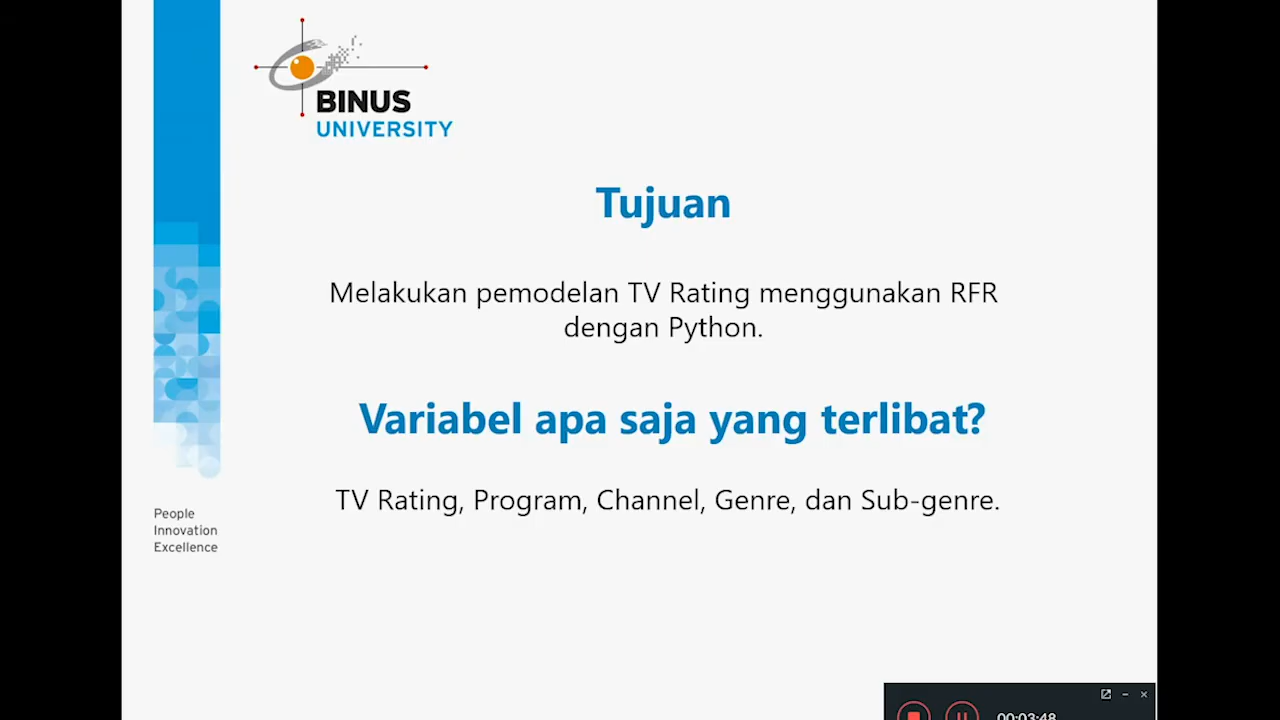 BINUS
UNIVERSITY
Tujuan
Melakukan pemodelan TV Rating menggunakan RFR
dengan Python.
Variabel apa saja yang terlibat?
TV Rating, Program, Channel, Genre, dan Sub-genre.
People
Innovation
Excellence
00:03:48